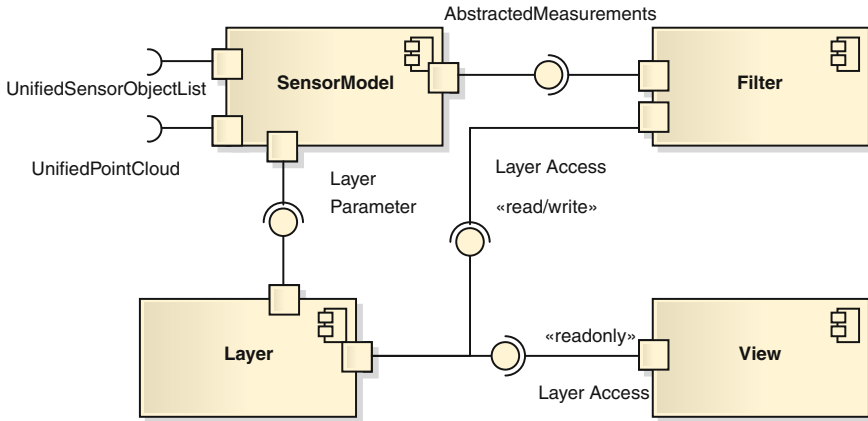 AbstractedMeasurements
UnifiedSensorObjectList
SensorModel
Filter
UnifiedPointCloud
Layer
Parameter
Layer Access
«read/write»
Layer
«readonly»
View
Layer Access